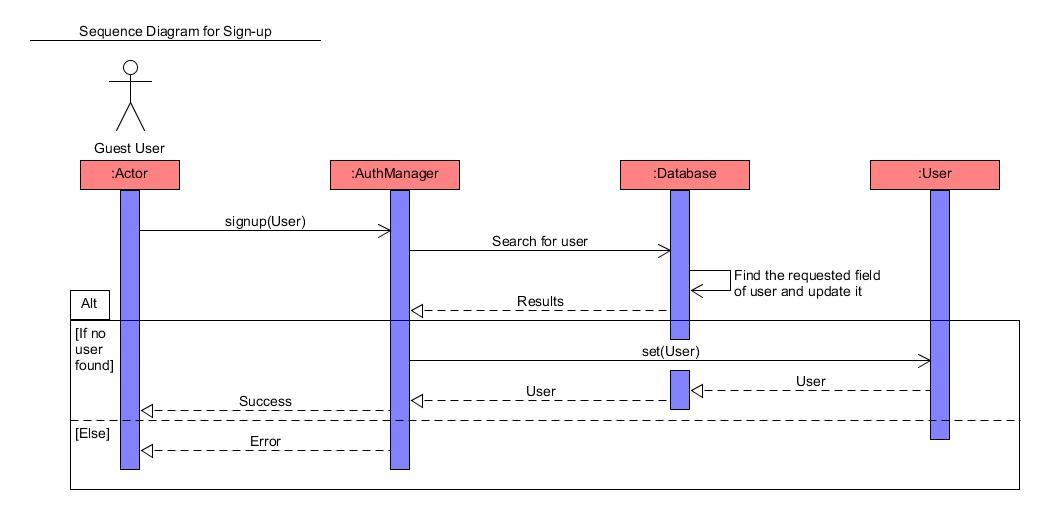 Sequence Diagram for Sign-up
Guest User
:Actor
:AuthManager
:Database
:User
signup(User)
Search for user
Find the requested field
of user and update it
Results
Alt
[If no
user
found]
set(User)
User
User
Success
[Else]
Error